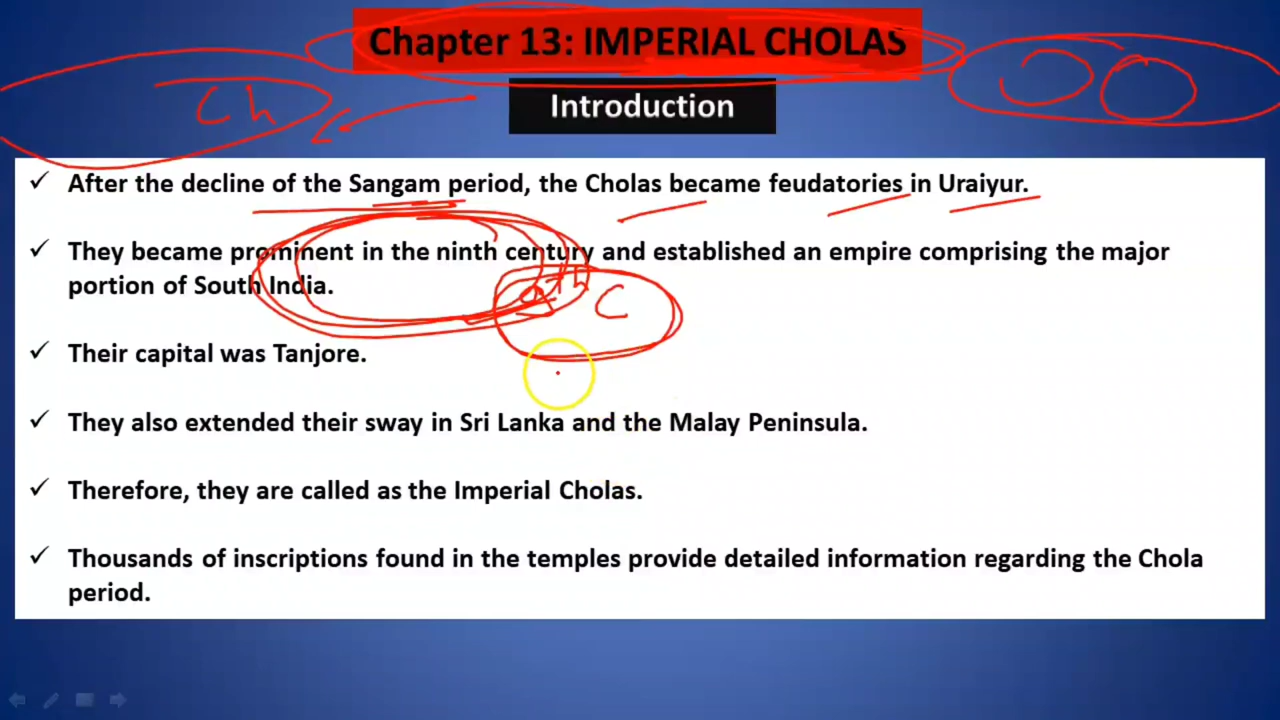 Chapter 13: IMPERIAL CHOLAS
Ch
Introduction
✓ After the decline of the Sangam period, the Cholas became feudatories in Uraiyur.
✓ They became prominent in the ninth century and established an empire comprising the major
portion of South India.
9th C
✓ Their capital was Tanjore.
✓ They also extended their sway in Sri Lanka and the Malay Peninsula.
✓ Therefore, they are called as the Imperial Cholas.
✓ Thousands of inscriptions found in the temples provide detailed information regarding the Chola
period.